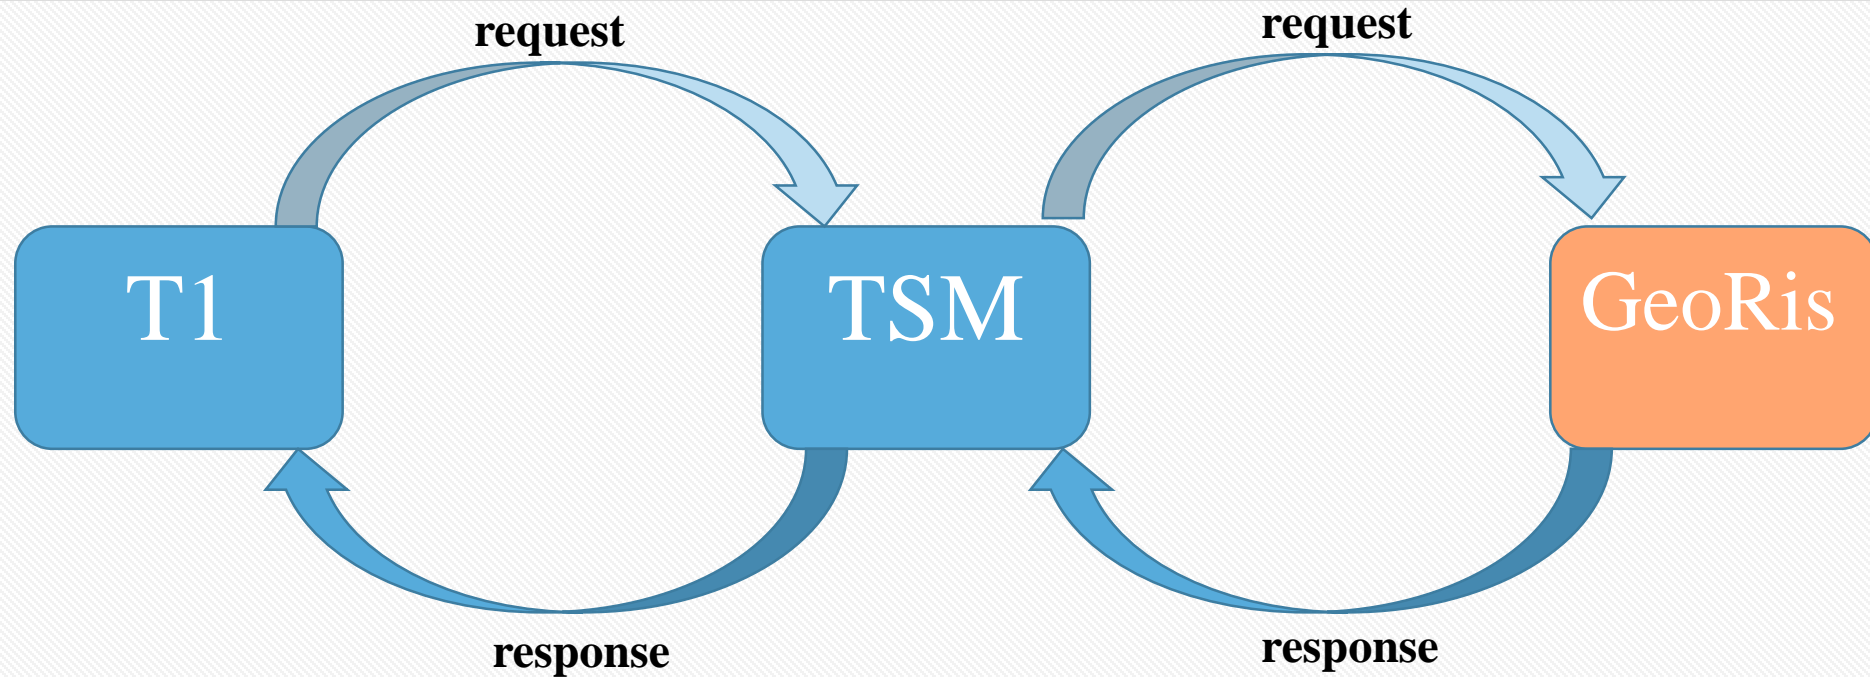 request
request
T1
TSM
GeoRis
response
response